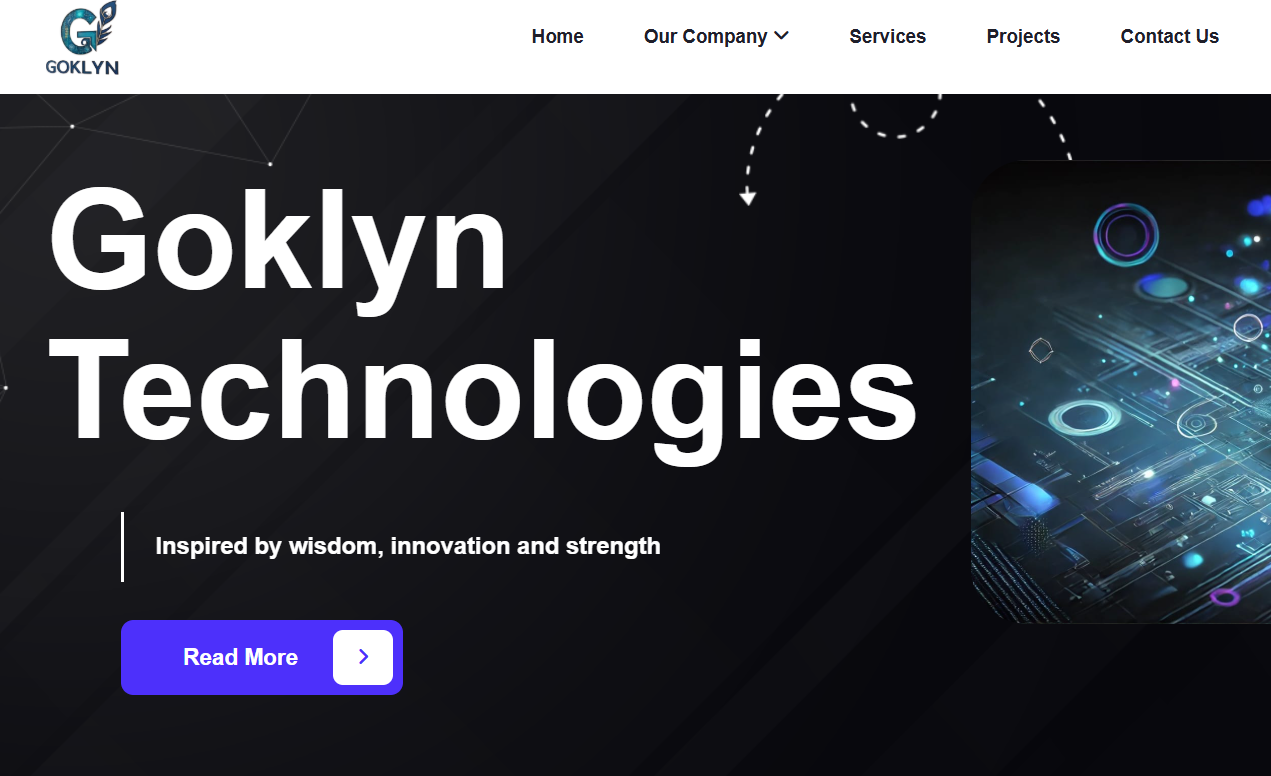 GOKLYN
Home Our Company Services Projects Contact Us
Goklyn
Technologies
Inspired by wisdom, innovation and strength
Read More